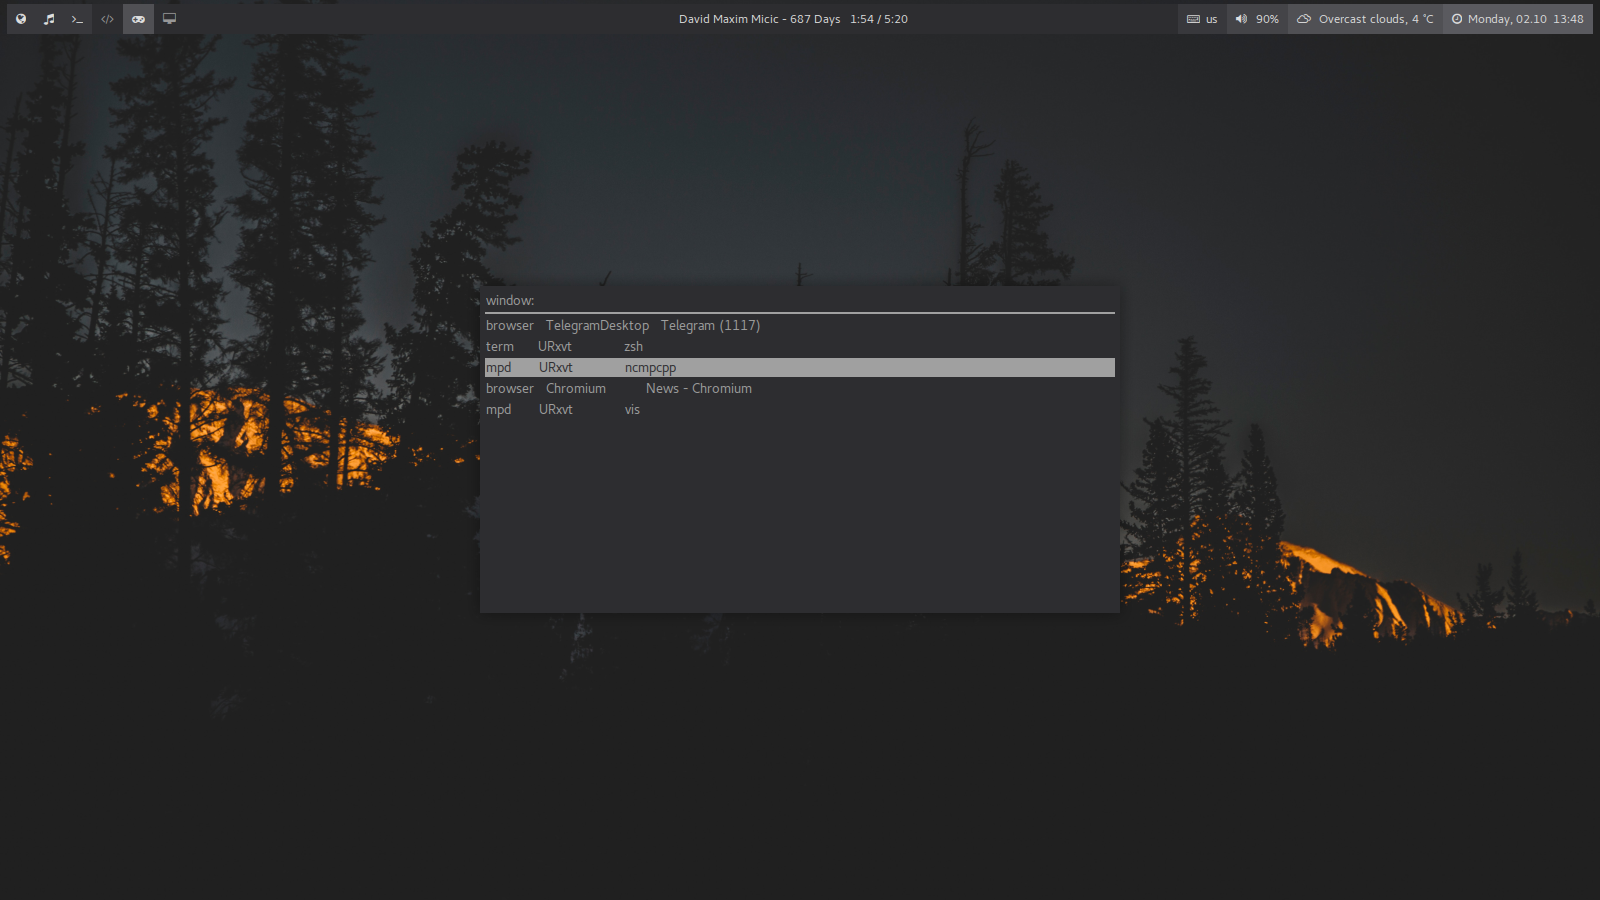 David Maxim Micic - 687 Days 1:54 / 5:20
us 90% Overcast clouds, 4 °C Monday, 02.10 13:48
window:
browser TelegramDesktop Telegram (1117)
term URxvt zsh
mpd URxvt ncmpcpp
browser Chromium News - Chromium
mpd URxvt vis